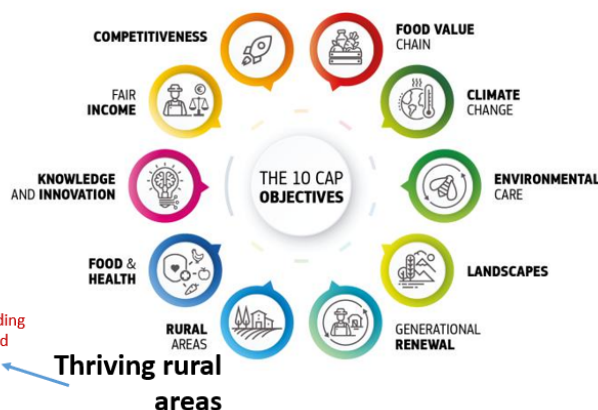 COMPETITIVENESS
FOOD VALUE
CHAIN
FAIR
INCOME
CLIMATE
CHANGE
KNOWLEDGE
AND INNOVATION
THE 10 CAP
OBJECTIVES
ENVIRONMENTAL
CARE
FOOD &
HEALTH
LANDSCAPES
RURAL
AREAS
GENERATIONAL
RENEWAL
Thriving rural
areas